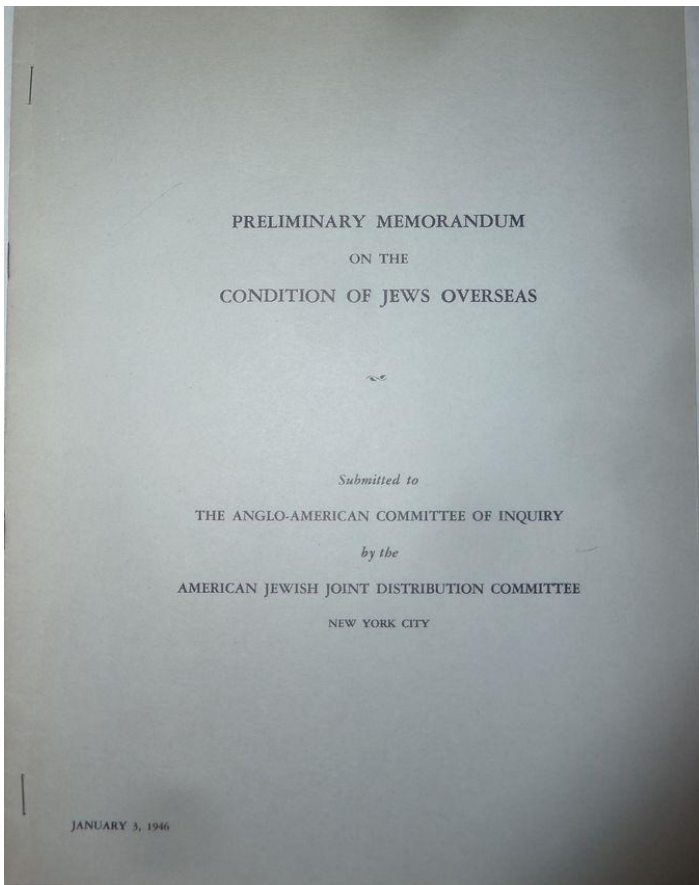 PRELIMINARY MEMORANDUM
ON THE
CONDITION OF JEWS OVERSEAS
Submitted to
THE ANGLO-AMERICAN COMMITTEE OF INQUIRY
by the
AMERICAN JEWISH JOINT DISTRIBUTION COMMITTEE
NEW YORK CITY
JANUARY 3, 1946